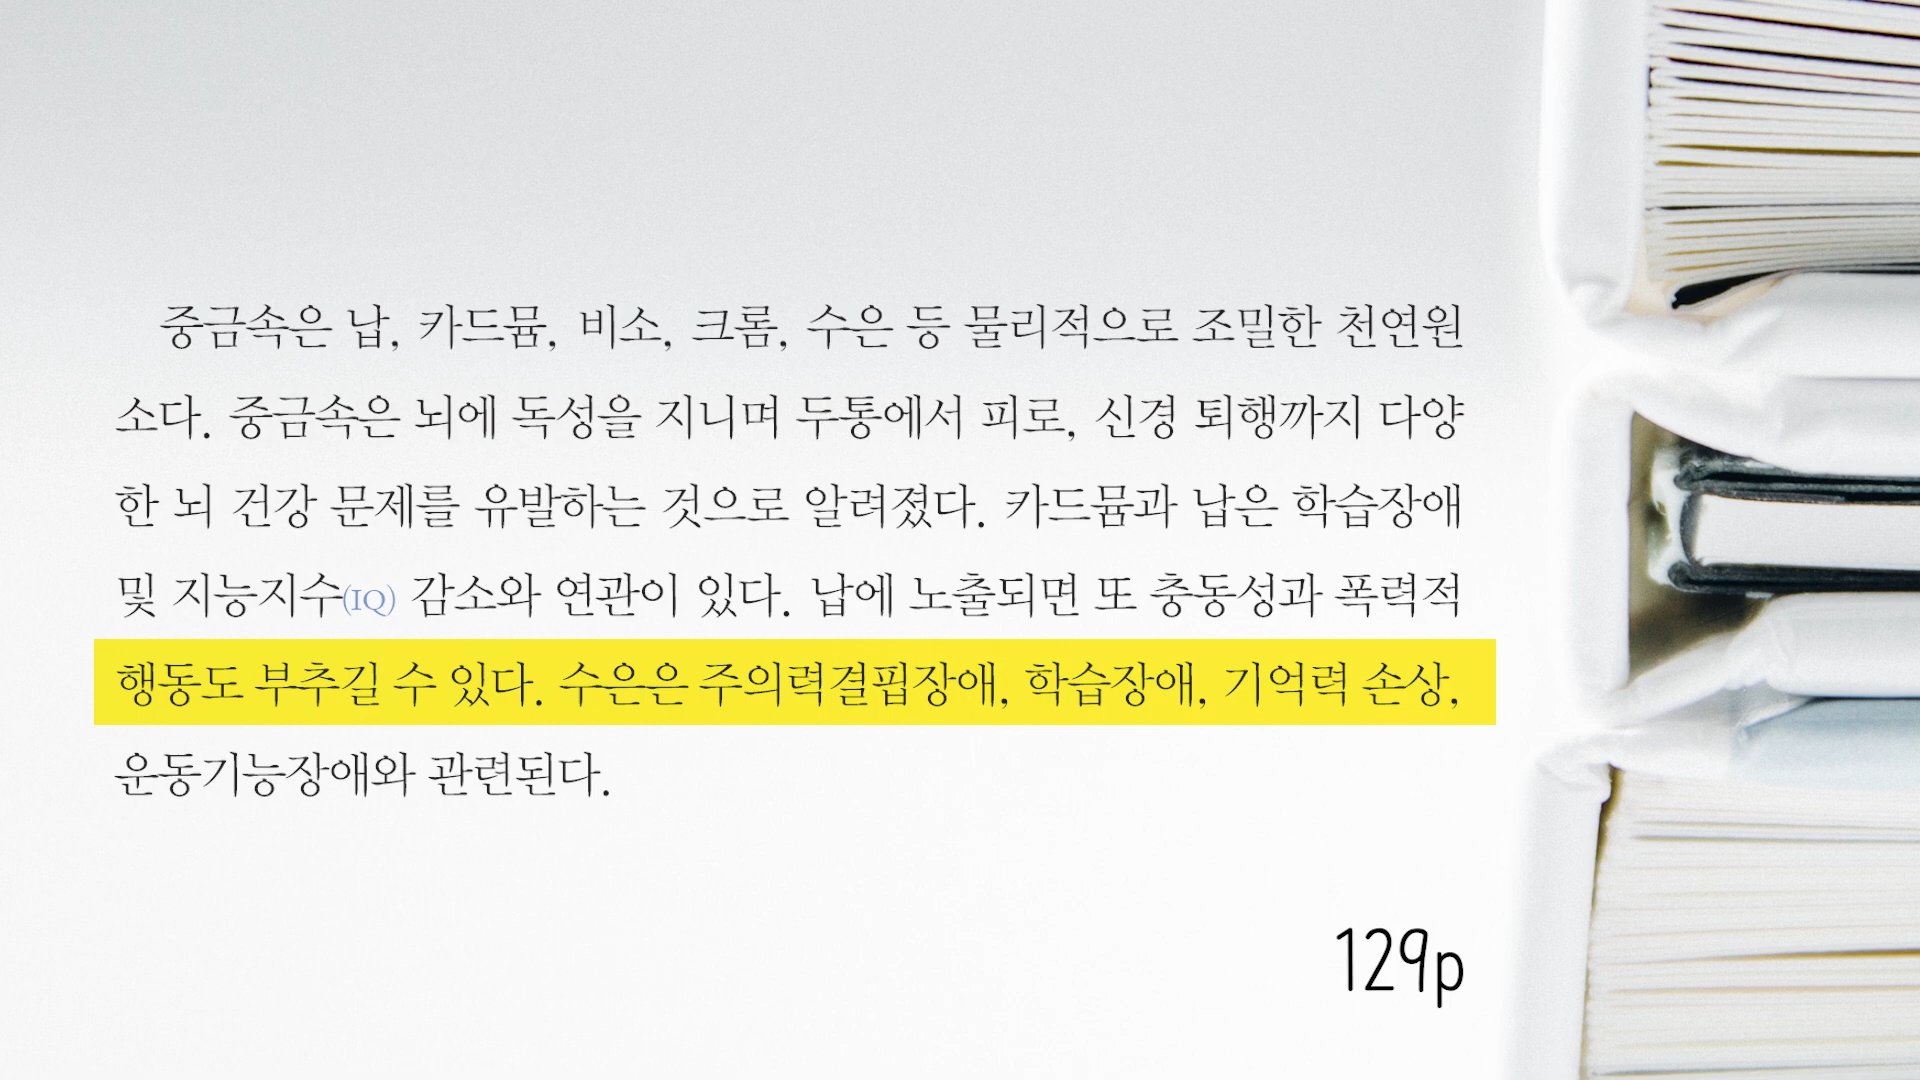 중금속은 납, 카드뮴, 비소, 크롬, 수은 등 물리적으로 조밀한 천연원
소다. 중금속은 뇌에 독성을 지니며 두통에서 피로, 신경 퇴행까지 다양
한 뇌 건강 문제를 유발하는 것으로 알려졌다. 카드뮴과 납은 학습장애
및 지능지수(IQ) 감소와 연관이 있다. 납에 노출되면 또 충동성과 폭력적
행동도 부추길 수 있다. 수은은 주의력결핍장애, 학습장애, 기억력 손상,
운동기능장애와 관련된다.
129p